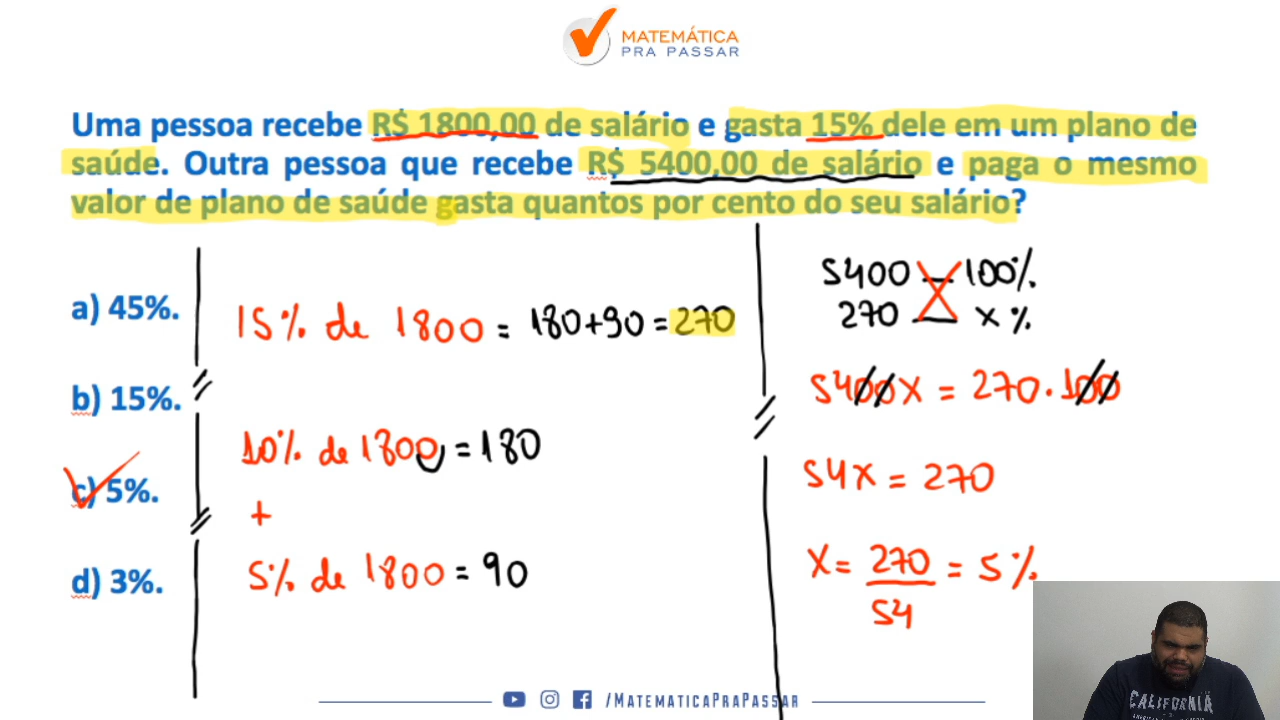 MATEMÁTICA
PRA PASSAR
Uma pessoa recebe R$ 1800,00 de salário e gasta 15% dele em um plano de
saúde. Outra pessoa que recebe R$ 5400,00 de salário e paga o mesmo
valor de plano de saúde gasta quantos por cento do seu salário?
a) 45%.
b) 15%.
c) 5%.
d) 3%.
15% de 1800 = 180+90 = 270
10% de 1800 = 180
+
5% de 1800 = 90
5400 100%
270 x %
5400x = 270.100
54x = 270
x = 270 = 5%
54
/MATEMATICAPRAPASSAR
CALIFORNIA